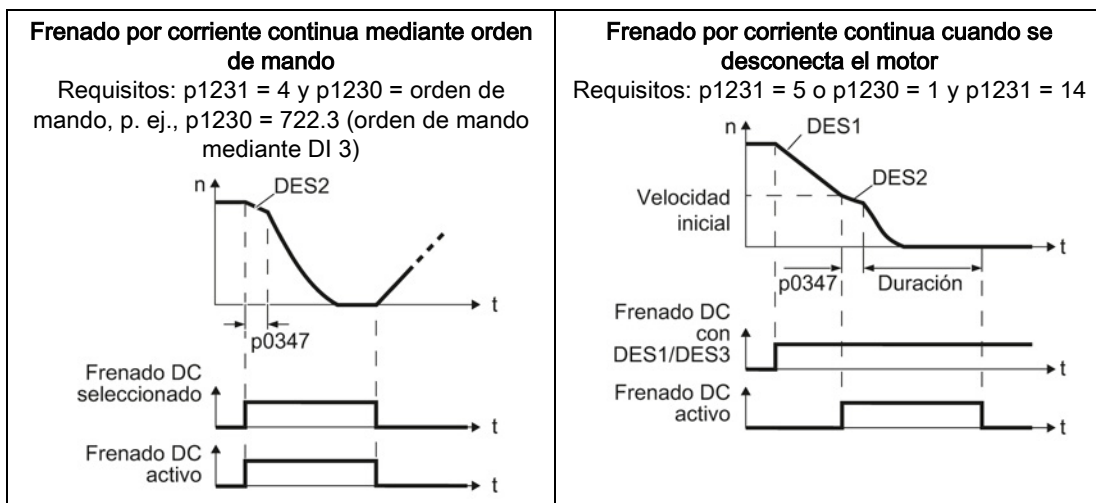 Frenado por corriente continua mediante orden
de mando
Requisitos: p1231 = 4 y p1230 = orden de
mando, p. ej., p1230 = 722.3 (orden de mando
mediante DI 3)
n
DES2
t
p0347
Frenado DC
seleccionado
t
Frenado DC
activo
t
Frenado por corriente continua cuando se
desconecta el motor
Requisitos: p1231 = 5 o p1230 = 1 y p1231 = 14
n
DES1
DES2
Velocidad
inicial
t
p0347
Duración
Frenado DC
con
DES1/DES3
t
Frenado DC
activo
t